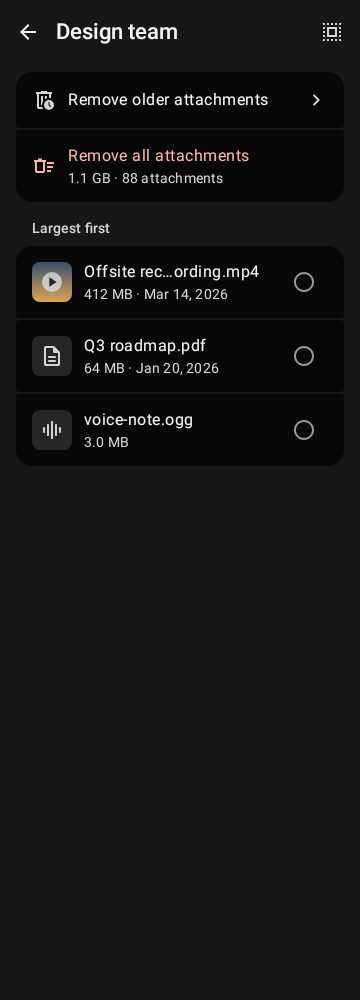 Design team
Remove older attachments
Remove all attachments
1.1 GB · 88 attachments
Largest first
Offsite rec…ording.mp4
412 MB · Mar 14, 2026
Q3 roadmap.pdf
64 MB · Jan 20, 2026
voice-note.ogg
3.0 MB